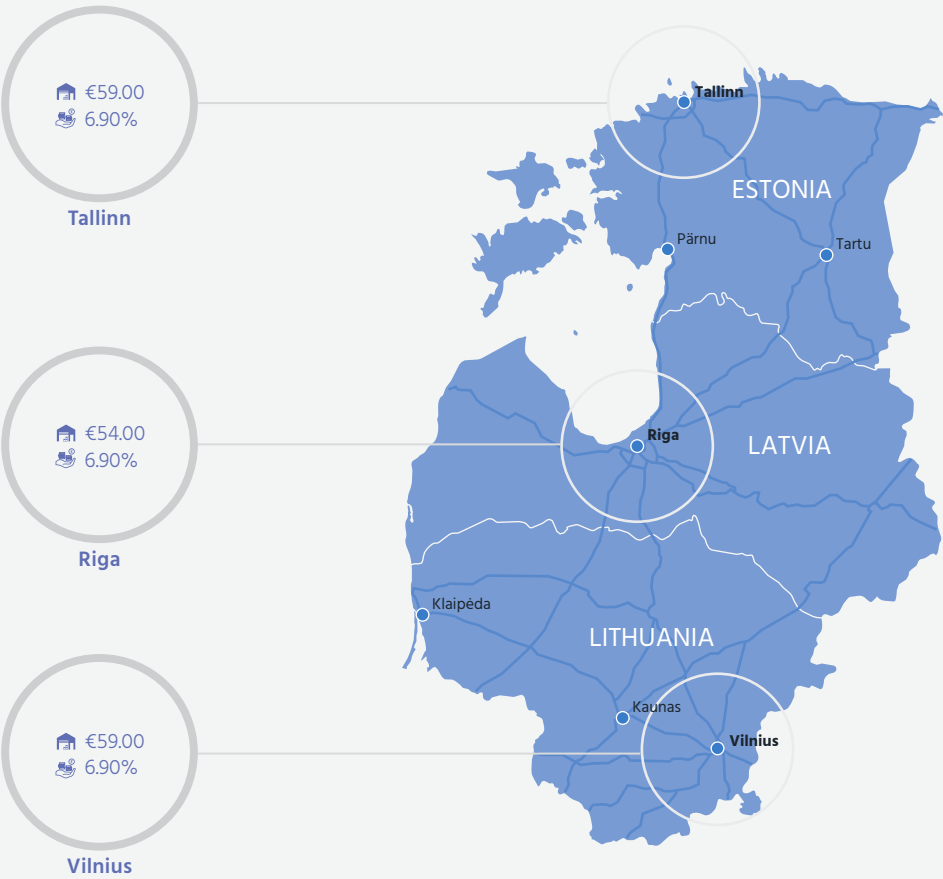 €59.00
6.90%
Tallinn
€54.00
6.90%
Riga
€59.00
6.90%
Vilnius
Tallinn
ESTONIA
Pärnu
Tartu
Riga
LATVIA
Klaipėda
LITHUANIA
Kaunas
Vilnius